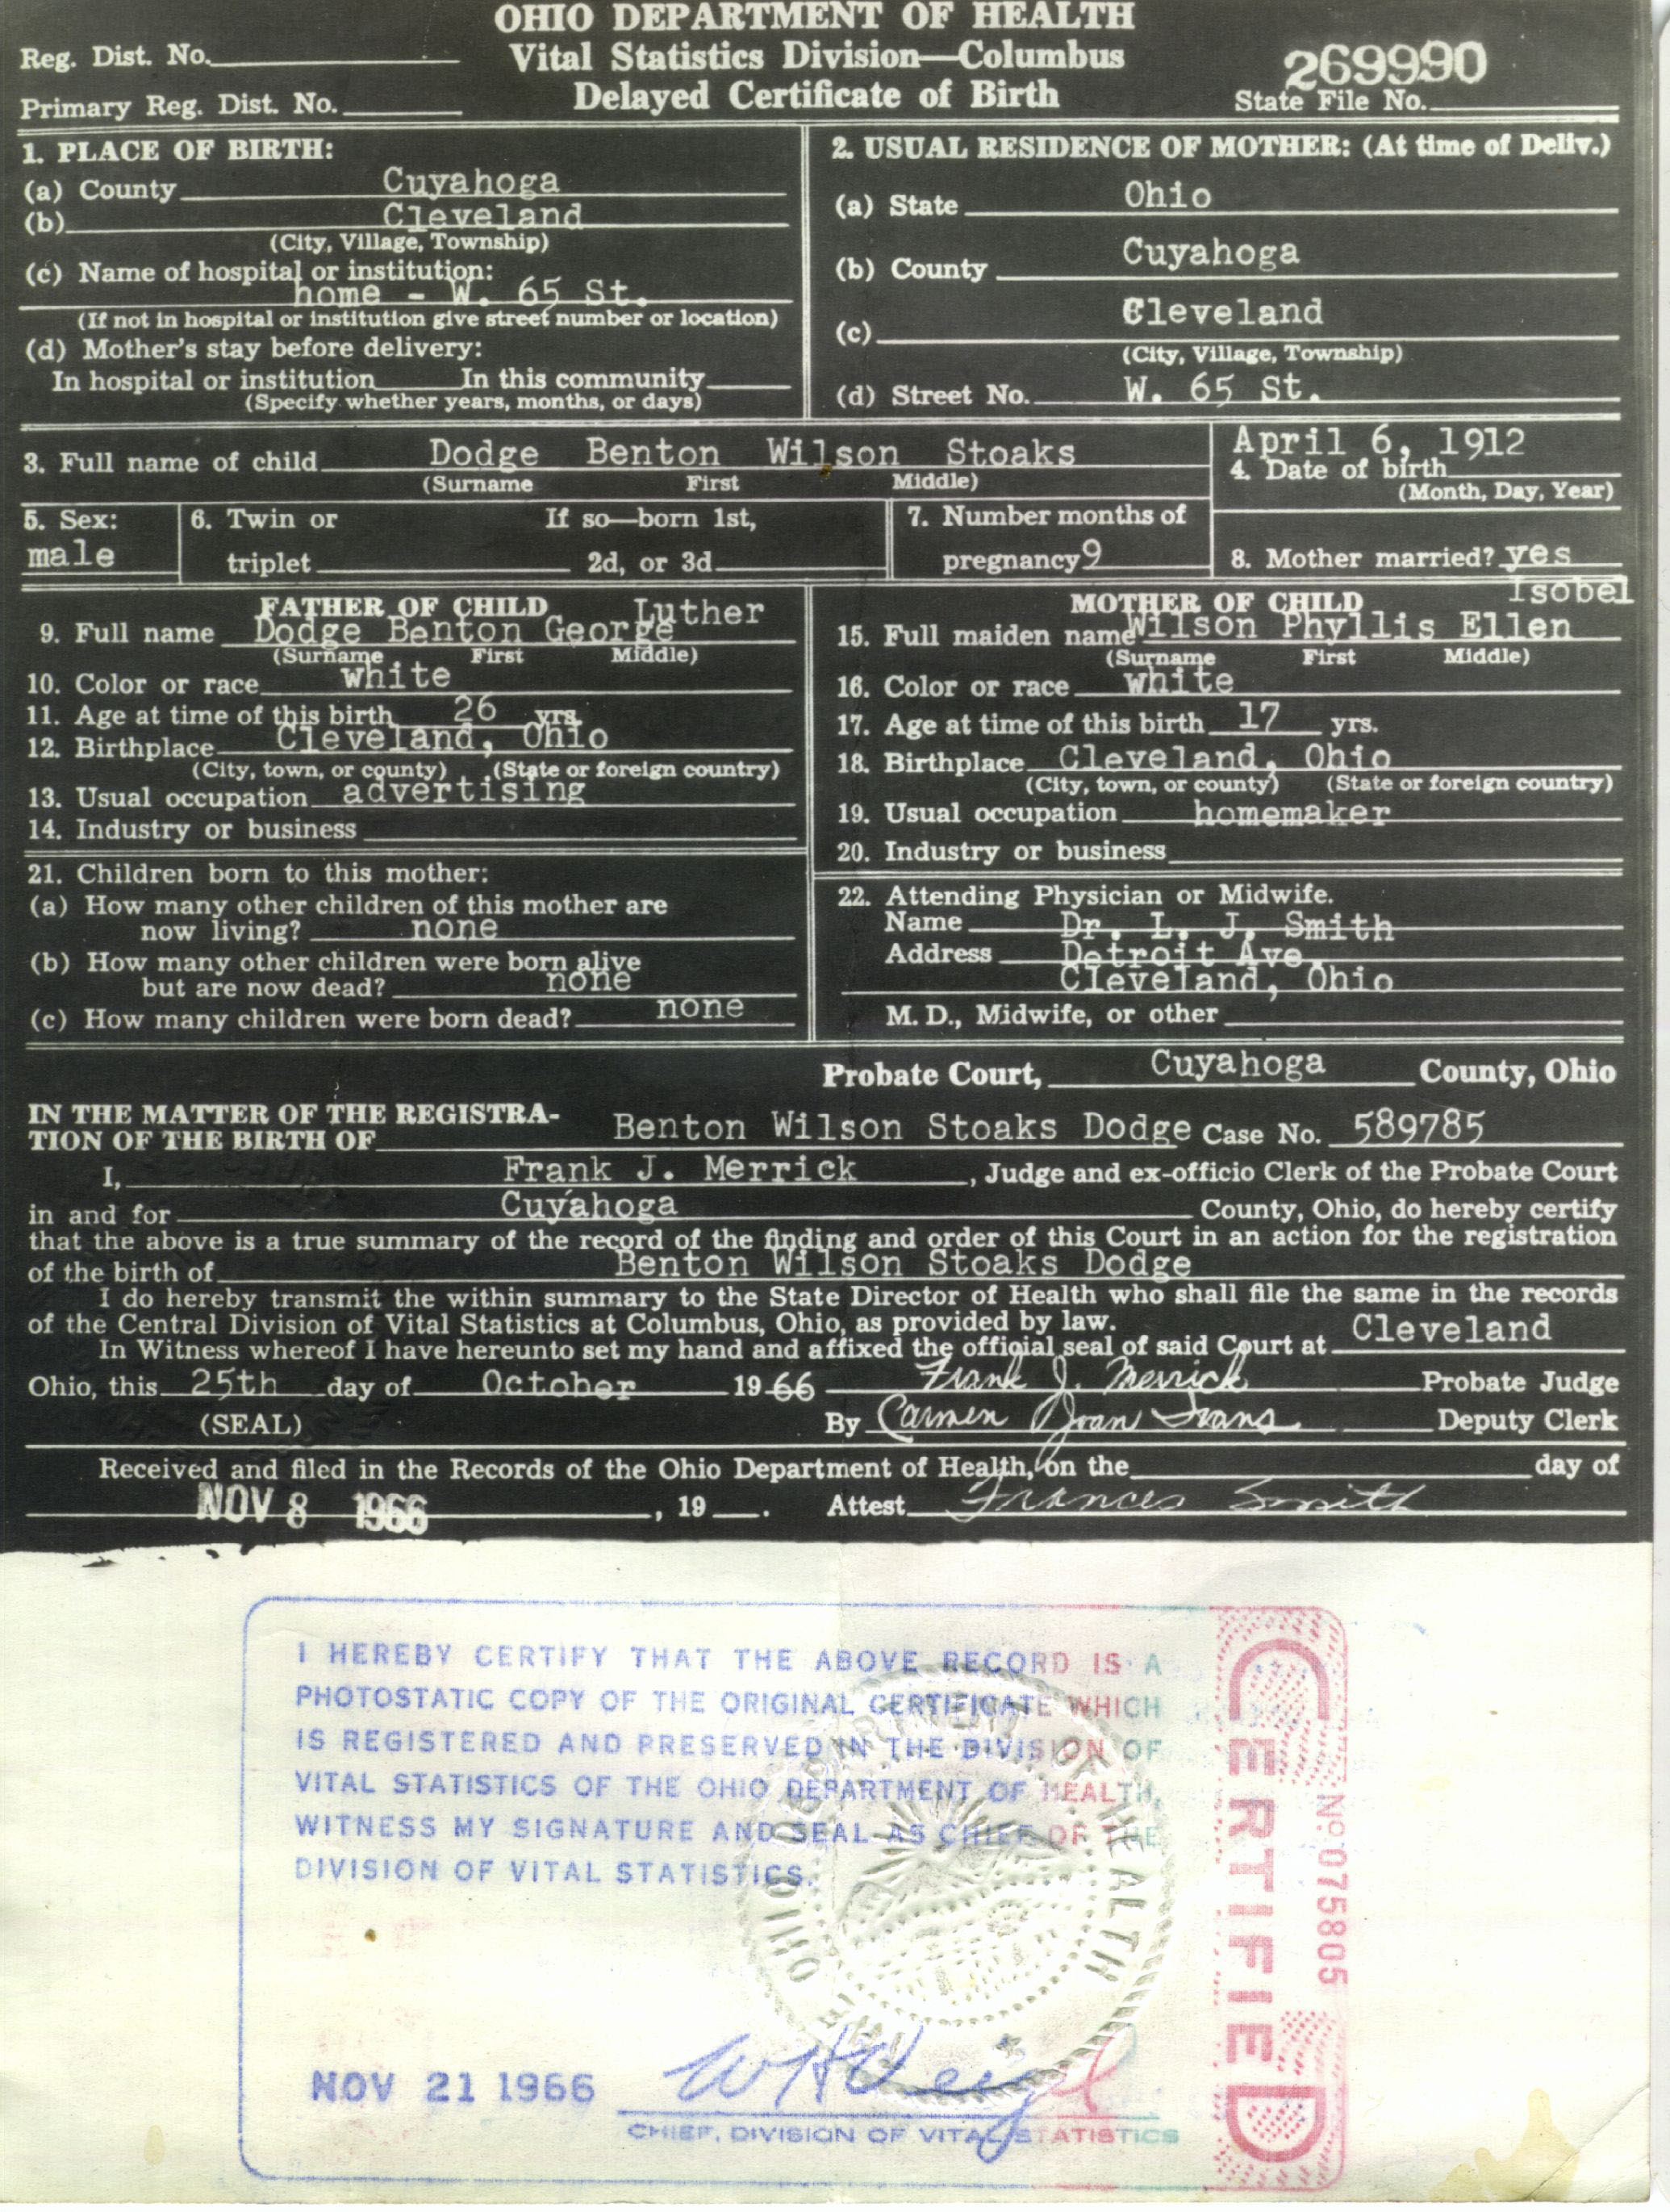 OHIO DEPARTMENT OF HEALTH
Reg. Dist. No. Vital Statistics Division—Columbus 269990
Primary Reg. Dist. No. Delayed Certificate of Birth State File No.
1. PLACE OF BIRTH:
(a) County Cuyahoga
(b) Cleveland
(City, Village, Township)
(c) Name of hospital or institution:
home - W. 65 St.
(If not in hospital or institution give street number or location)
(d) Mother's stay before delivery:
In hospital or institution In this community
(Specify whether years, months, or days)
2. USUAL RESIDENCE OF MOTHER: (At time of Deliv.)
(a) State Ohio
(b) County Cuyahoga
(c) Cleveland
(City, Village, Township)
(d) Street No. W. 65 St.
3. Full name of child Dodge Benton Wilson Stoaks
(Surname First Middle)
April 6, 1912
4. Date of birth
(Month, Day, Year)
5. Sex:
male
6. Twin or If so—born 1st,
triplet 2d, or 3d
7. Number months of
pregnancy 9
8. Mother married? yes
FATHER OF CHILD Luther
9. Full name Dodge Benton George
(Surname First Middle)
10. Color or race white
11. Age at time of this birth 26 yrs.
12. Birthplace Cleveland, Ohio
(City, town, or county) (State or foreign country)
13. Usual occupation advertising
14. Industry or business
MOTHER OF CHILD Isobel
15. Full maiden name Wilson Phyllis Ellen
(Surname First Middle)
16. Color or race white
17. Age at time of this birth 17 yrs.
18. Birthplace Cleveland, Ohio
(City, town, or county) (State or foreign country)
19. Usual occupation homemaker
20. Industry or business
21. Children born to this mother:
(a) How many other children of this mother are
now living? none
(b) How many other children were born alive
but are now dead? none
(c) How many children were born dead? none
22. Attending Physician or Midwife.
Name Dr. L. J. Smith
Address Detroit Ave.
Cleveland, Ohio
M. D., Midwife, or other
Probate Court, Cuyahoga County, Ohio
IN THE MATTER OF THE REGISTRA-
TION OF THE BIRTH OF Benton Wilson Stoaks Dodge Case No. 589785
I, Frank J. Merrick, Judge and ex-officio Clerk of the Probate Court
in and for Cuyahoga County, Ohio, do hereby certify
that the above is a true summary of the record of the finding and order of this Court in an action for the registration
of the birth of Benton Wilson Stoaks Dodge
I do hereby transmit the within summary to the State Director of Health who shall file the same in the records
of the Central Division of Vital Statistics at Columbus, Ohio, as provided by law.
In Witness whereof I have hereunto set my hand and affixed the official seal of said Court at Cleveland
Ohio, this 25th day of October 1966 Frank J. Merrick Probate Judge
(SEAL) By Carmen Joan Deputy Clerk
Received and filed in the Records of the Ohio Department of Health, on the day of
NOV 8 1966, 19 . Attest Frances Smith
I HEREBY CERTIFY THAT THE ABOVE RECORD IS A
PHOTOSTATIC COPY OF THE ORIGINAL CERTIFICATE WHICH
IS REGISTERED AND PRESERVED IN THE DIVISION OF
VITAL STATISTICS OF THE OHIO DEPARTMENT OF HEALTH,
WITNESS MY SIGNATURE AND SEAL AS CHIEF OF THE
DIVISION OF VITAL STATISTICS.
OHIO DEPARTMENT OF HEALTH
CERTIFIED
Nº 075805
NOV 21 1966
CHIEF, DIVISION OF VITAL STATISTICS